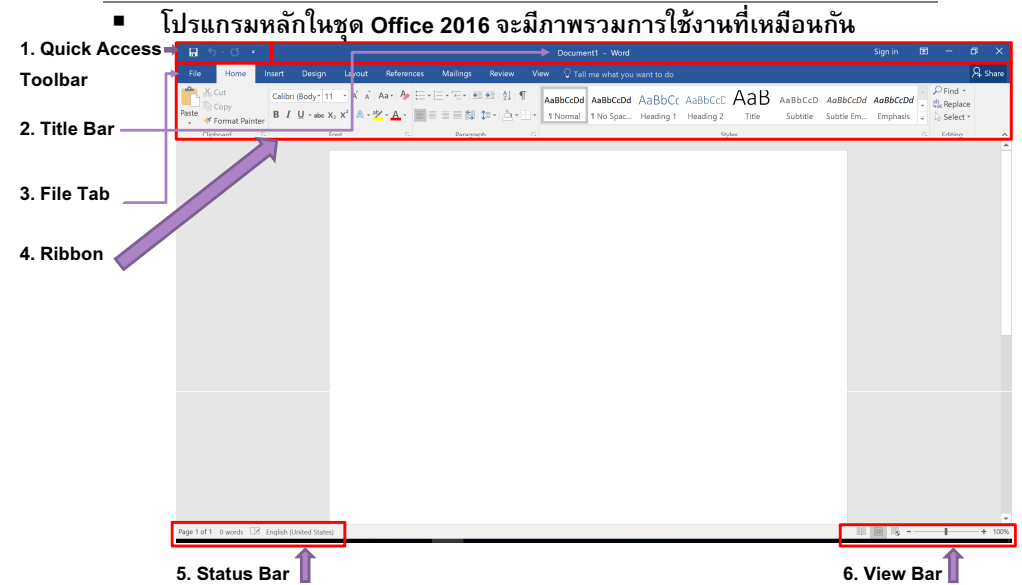 ▪ โปรแกรมหลักในชุด Office 2016 จะมีภาพรวมการใช้งานที่เหมือนกัน
1. Quick Access
Toolbar
2. Title Bar
3. File Tab
4. Ribbon
Document1 - Word
Sign in
File Home Insert Design Layout References Mailings Review View Tell me what you want to do
Share
Paste
Cut
Copy
Format Painter
Clipboard
Calibri (Body 11 A A Aa
B I U abc X₂ X² A A
Font
Paragraph
AaBbCcDd AaBbCcDd AaBbCc AaBbCcC AaB AaBbCcD AaBbCcDd AaBbCcDd
¶ Normal ¶ No Spac... Heading 1 Heading 2 Title Subtitle Subtle Em... Emphasis
Styles
Find
Replace
Select
Editing
Page 1 of 1 0 words English (United States)
100%
5. Status Bar
6. View Bar